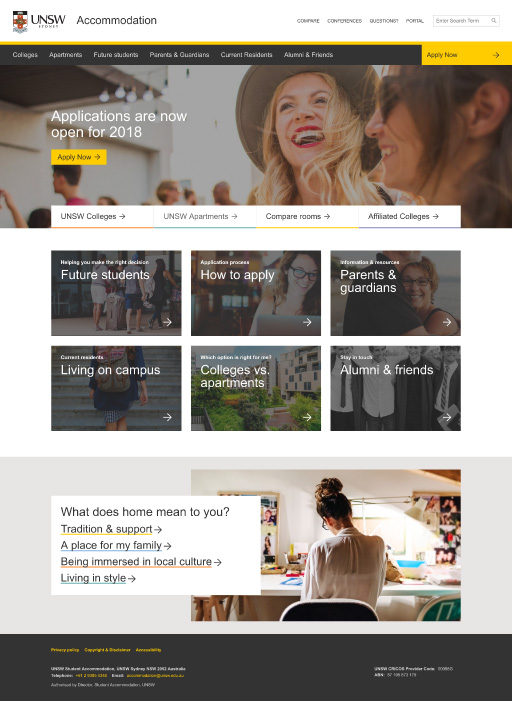 UNSW
SYDNEY
Accommodation
COMPARE CONFERENCES QUESTIONS? PORTAL
Enter Search Term
Colleges Apartments Future students Parents & Guardians Current Residents Alumni & Friends
Apply Now →
Applications are now
open for 2018
Apply Now →
UNSW Colleges → UNSW Apartments → Compare rooms → Affiliated Colleges →
Helping you make the right decision
Future students
Application process
How to apply
Information & resources
Parents &
guardians
Current residents
Living on campus
Which option is right for me?
Colleges vs.
apartments
Stay in touch
Alumni & friends
What does home mean to you?
Tradition & support →
A place for my family →
Being immersed in local culture →
Living in style →
Privacy policy Copyright & Disclaimer Accessibility
UNSW Student Accommodation, UNSW Sydney NSW 2052 Australia
Telephone: Email: accommodation@unsw.edu.au
Authorised by Director, Student Accommodation, UNSW
UNSW CRICOS Provider Code: 00098G
ABN: 57 195 873 179